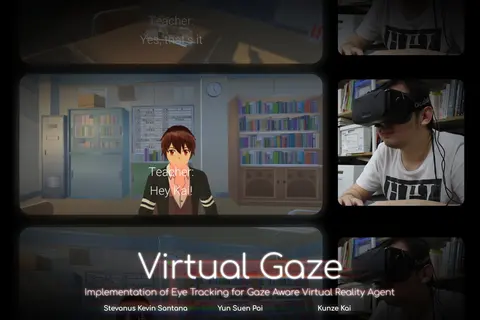 Teacher:
Yes, that's it
Teacher:
Hey Kai!
Virtual Gaze
Implementation of Eye Tracking for Gaze Aware Virtual Reality Agent
Stevanus Kevin Santana Yun Suen Pai Kunze Kai